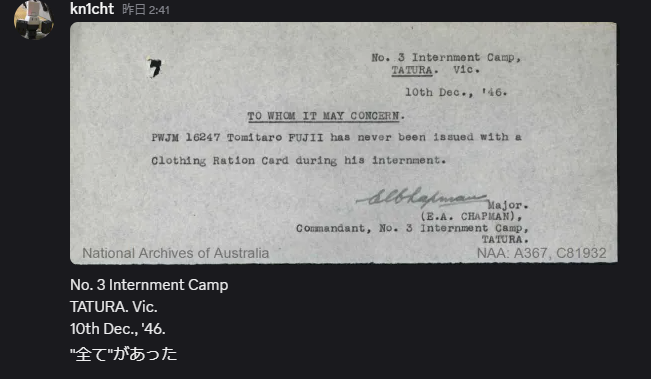 kn1cht 昨日 2:41
7
No. 3 Internment Camp,
TATURA. Vic.
10th Dec., '46.
TO WHOM IT MAY CONCERN.
PWJM 16247 Tomitaro FUJII has never been issued with a
Clothing Ration Card during his internment.
EAChapman Major.
(E.A. CHAPMAN),
Commandant, No. 3 Internment Camp,
TATURA.
National Archives of Australia NAA: A367, C81932
No. 3 Internment Camp
TATURA. Vic.
10th Dec., '46.
"全て"があった